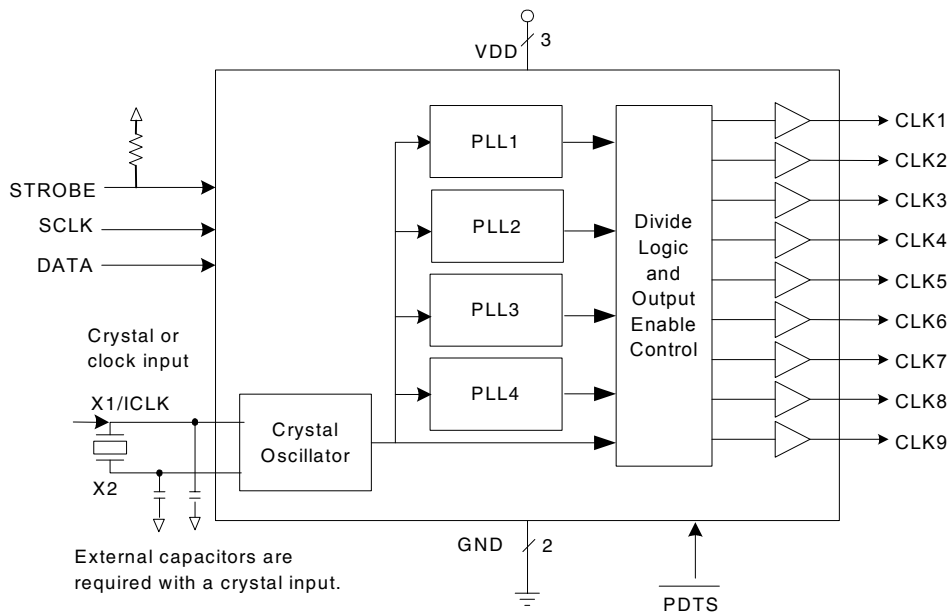 VDD
3
STROBE
SCLK
DATA
Crystal or
clock input
X1/ICLK
X2
External capacitors are
required with a crystal input.
Crystal
Oscillator
PLL1
PLL2
PLL3
PLL4
Divide
Logic
and
Output
Enable
Control
CLK1
CLK2
CLK3
CLK4
CLK5
CLK6
CLK7
CLK8
CLK9
GND
2
PDTS